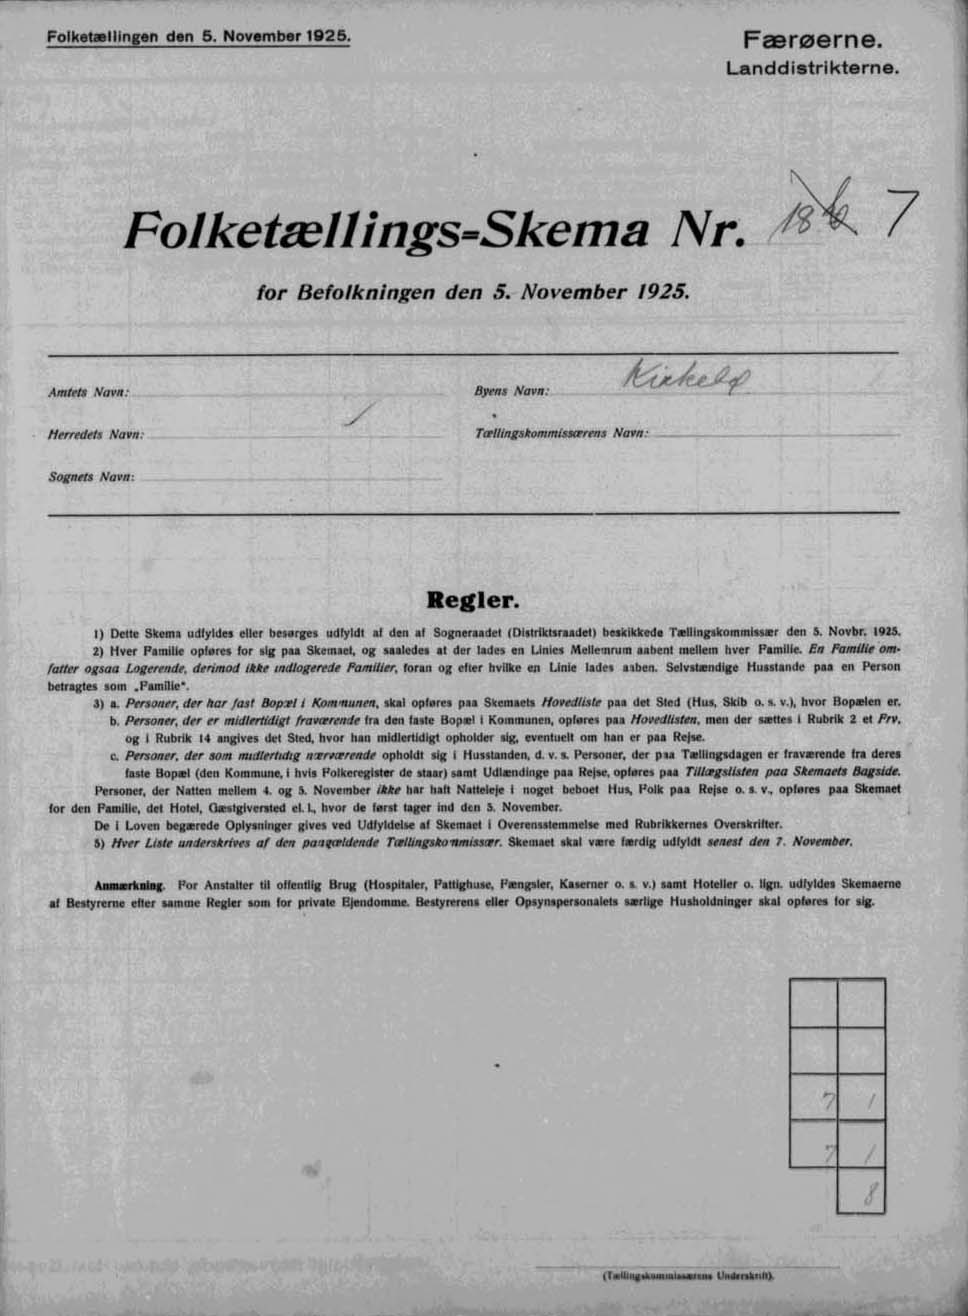 Folketællingen den 5. November 1925.
Færøerne.
Landdistrikterne.
Folketællings=Skema Nr. 7
for Befolkningen den 5. November 1925.
Amtets Navn:
Byens Navn:
Herredets Navn:
Tællingskommissærens Navn:
Sognets Navn:
Regler.
1) Dette Skema udfyldes eller besørges udfyldt af den af Sogneraadet (Distriktsraadet) beskikkede Tællingskommissær den 5. Novbr. 1925.
2) Hver Familie opføres for sig paa Skemaet, og saaledes at der lades en Linies Mellemrum aabent mellem hver Familie. En Familie om-
fatter ogsaa Logerende, derimod ikke indlogerede Familier, foran og efter hvilke en Linie lades aaben. Selvstændige Husstande paa en Person
betragtes som „Familie".
3) a. Personer, der har fast Bopæl i Kommunen, skal opføres paa Skemaets Hovedliste paa det Sted (Hus, Skib o. s. v.), hvor Bopælen er.
b. Personer, der er midlertidigt fraværende fra den faste Bopæl i Kommunen, opføres paa Hovedlisten, men der sættes i Rubrik 2 et Frv,
og i Rubrik 14 angives det Sted, hvor han midlertidigt opholder sig, eventuelt om han er paa Rejse.
c. Personer, der som midlertidig nærværende opholdt sig i Husstanden, d. v. s. Personer, der paa Tællingsdagen er fraværende fra deres
faste Bopæl (den Kommune, i hvis Folkeregister de staar) samt Udlændinge paa Rejse, opføres paa Tillægslisten paa Skemaets Bagside.
Personer, der Natten mellem 4. og 5. November ikke har haft Natteleje i noget beboet Hus, Folk paa Rejse o. s. v., opføres paa Skemaet
for den Familie, det Hotel, Gæstgiversted el. l., hvor de først tager ind den 5. November.
De i Loven begærede Oplysninger gives ved Udfyldelse af Skemaet i Overensstemmelse med Rubrikkernes Overskrifter.
5) Hver Liste underskrives af den paagældende Tællingskommissær. Skemaet skal være færdig udfyldt senest den 7. November.
Anmærkning. For Anstalter til offentlig Brug (Hospitaler, Fattighuse, Fængsler, Kaserner o. s. v.) samt Hoteller o. lign. udfyldes Skemaerne
af Bestyrerne efter samme Regler som for private Ejendomme. Bestyrerens eller Opsynspersonalets særlige Husholdninger skal opføres for sig.
7 1
7 1
8
(Tællingskommissærens Underskrift).